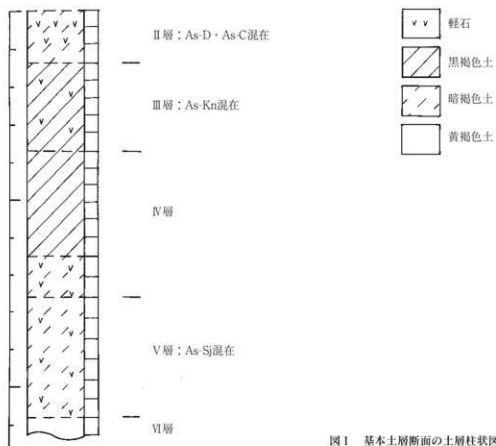 Ⅱ層：As-D・As-C混在
Ⅲ層：As-Kn混在
Ⅳ層
Ⅴ層：As-Sj混在
Ⅵ層
軽石
黒褐色土
暗褐色土
黄褐色土
図1　基本土層断面の土層柱状図